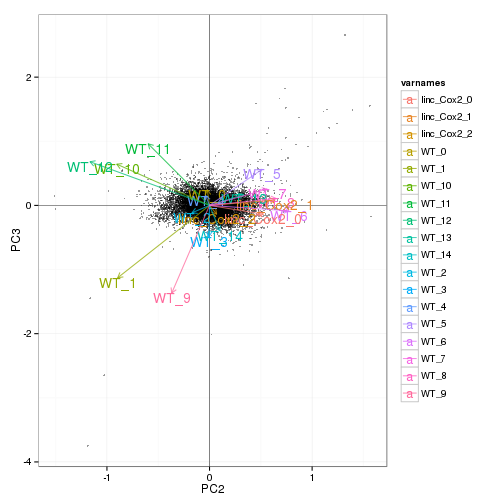 2
0
-2
-4
-1
0
1
PC2
PC3
WT_11
WT_10
WT_5
WT_1
WT_9
varnames
a linc_Cox2_0
a linc_Cox2_1
a linc_Cox2_2
a WT_0
a WT_1
a WT_10
a WT_11
a WT_12
a WT_13
a WT_14
a WT_2
a WT_3
a WT_4
a WT_5
a WT_6
a WT_7
a WT_8
a WT_9